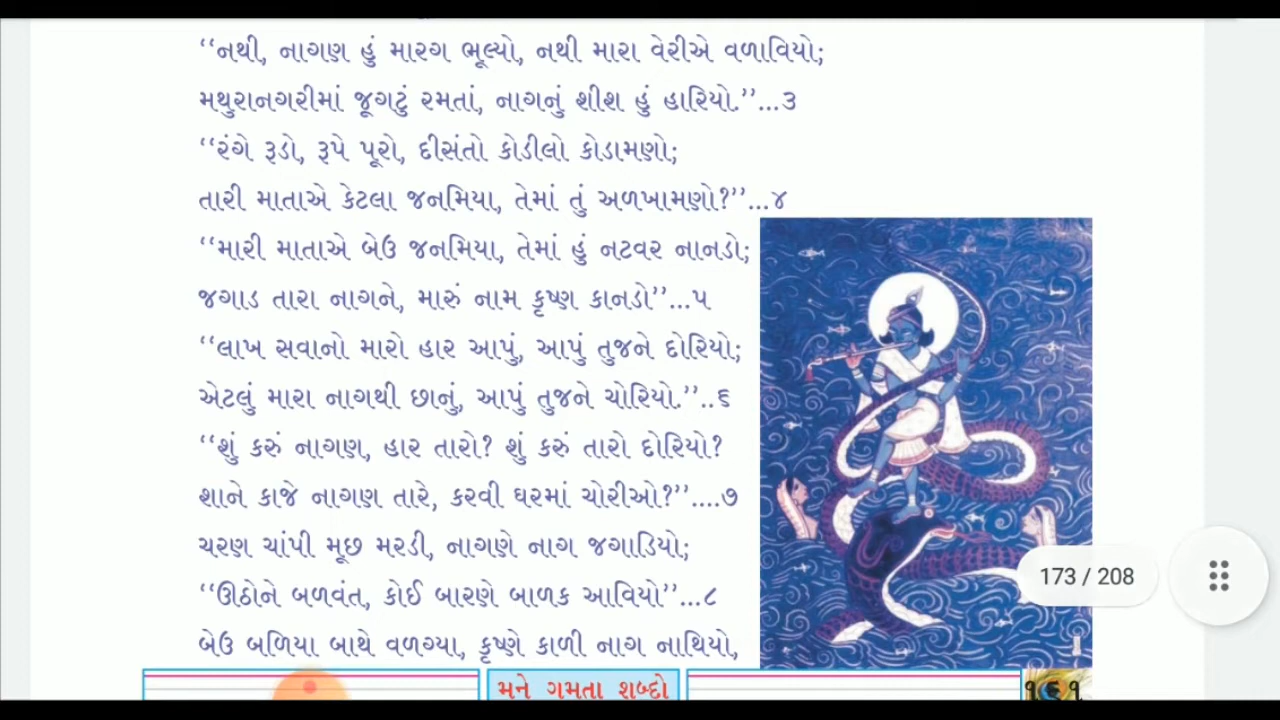 ‘‘નથી, નાગણ હું મારગ ભૂલ્યો, નથી મારા વેરીએ વળાવિયો;
મથુરાનગરીમાં જૂગટું રમતાં, નાગનું શીશ હું હારિયો.’’...૩
‘‘રંગે રૂડો, રૂપે પૂરો, દીસંતો કોડીલો કોડામણો;
તારી માતાએ કેટલા જનમિયા, તેમાં તું અળખામણો?’’...૪
‘‘મારી માતાએ બેઉ જનમિયા, તેમાં હું નટવર નાનડો;
જગાડ તારા નાગને, મારું નામ કૃષ્ણ કાનડો’’...૫
‘‘લાખ સવાનો મારો હાર આપું, આપું તુજને દોરિયો;
એટલું મારા નાગથી છાનું, આપું તુજને ચોરિયો.’’..૬
‘‘શું કરું નાગણ, હાર તારો? શું કરું તારો દોરિયો?
શાને કાજે નાગણ તારે, કરવી ઘરમાં ચોરીઓ?’’....૭
ચરણ ચાંપી મૂછ મરડી, નાગણે નાગ જગાડિયો;
‘‘ઊઠોને બળવંત, કોઈ બારણે બાળક આવિયો’’...૮
બેઉ બળિયા બાથે વળગ્યા, કૃષ્ણે કાળી નાગ નાથિયો,
173 / 208
મને ગમતા શબ્દો
૧૬૧